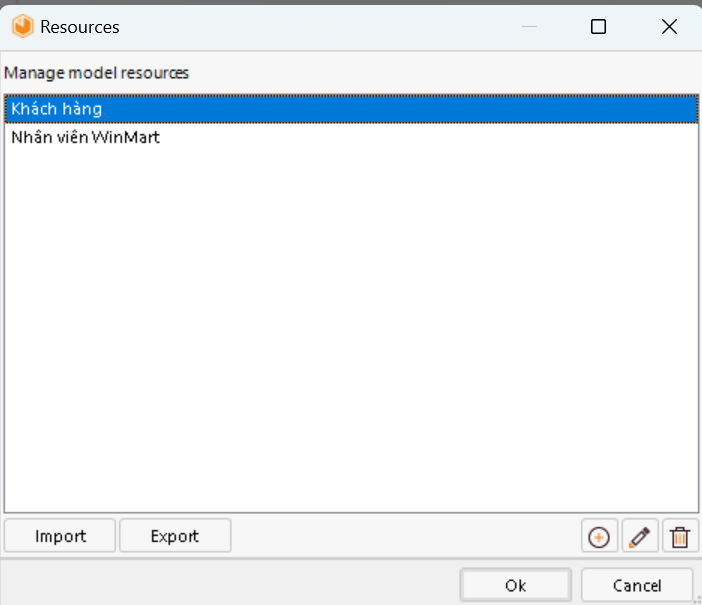 Resources
Manage model resources
Khách hàng
Nhân viên WinMart
Import Export
Ok Cancel